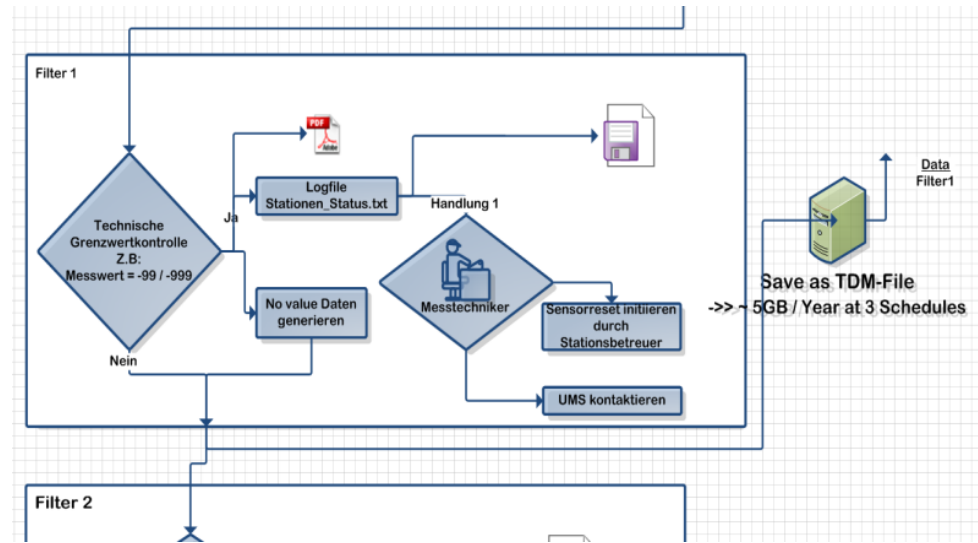 Filter 1
PDF
Adobe
Logfile
Stationen_Status.txt
Handlung 1
Ja
Technische
Grenzwertkontrolle
Z.B:
Messwert = -99 / -999
No value Daten
generieren
Nein
Messtechniker
Sensorreset initiieren
durch
Stationsbetreuer
UMS kontaktieren
Data
Filter1
Save as TDM-File
->> ~ 5GB / Year at 3 Schedules
Filter 2